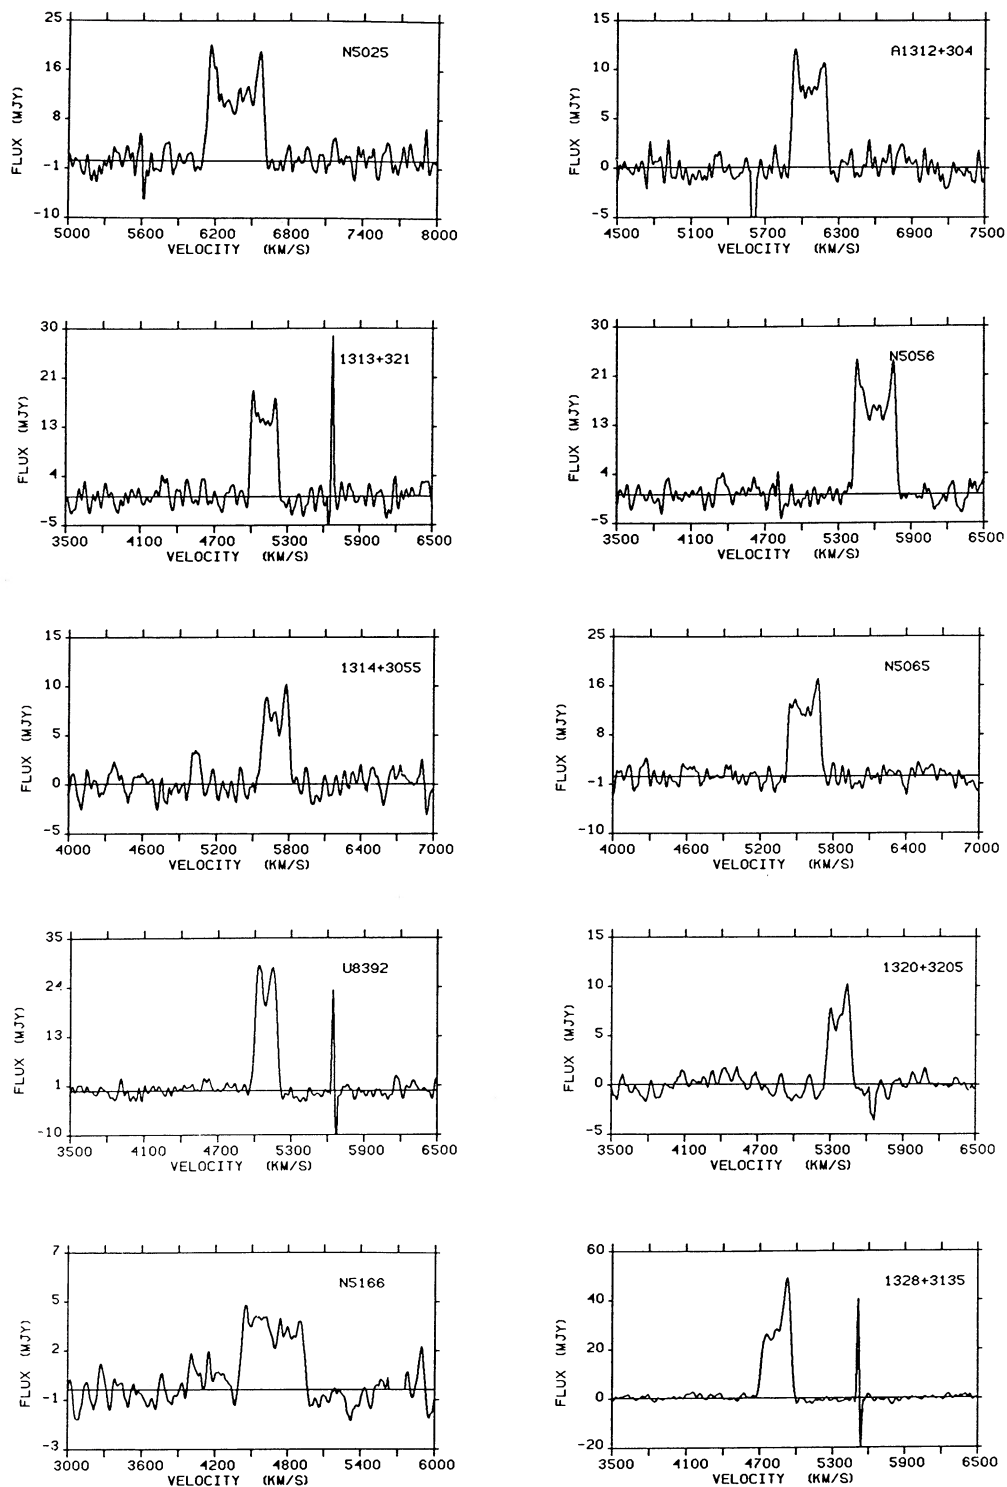 25
16
8
-1
-10
FLUX (MJY)
N5025
5000 5600 6200 6800 7400 8000
VELOCITY (KM/S)
15
10
5
0
-5
FLUX (MJY)
A1312+304
4500 5100 5700 6300 6900 7500
VELOCITY (KM/S)
30
21
13
4
-5
FLUX (MJY)
1313+321
3500 4100 4700 5300 5900 6500
VELOCITY (KM/S)
30
21
13
4
-5
FLUX (MJY)
N5056
3500 4100 4700 5300 5900 6500
VELOCITY (KM/S)
15
10
5
0
-5
FLUX (MJY)
1314+3055
4000 4600 5200 5800 6400 7000
VELOCITY (KM/S)
25
16
8
-1
-10
FLUX (MJY)
N5065
4000 4600 5200 5800 6400 7000
VELOCITY (KM/S)
35
24
13
1
-10
FLUX (MJY)
U8392
3500 4100 4700 5300 5900 6500
VELOCITY (KM/S)
15
10
5
0
-5
FLUX (MJY)
1320+3205
3500 4100 4700 5300 5900 6500
VELOCITY (KM/S)
7
5
2
-1
-3
FLUX (MJY)
N5166
3000 3600 4200 4800 5400 6000
VELOCITY (KM/S)
60
40
20
0
-20
FLUX (MJY)
1328+3135
3500 4100 4700 5300 5900 6500
VELOCITY (KM/S)